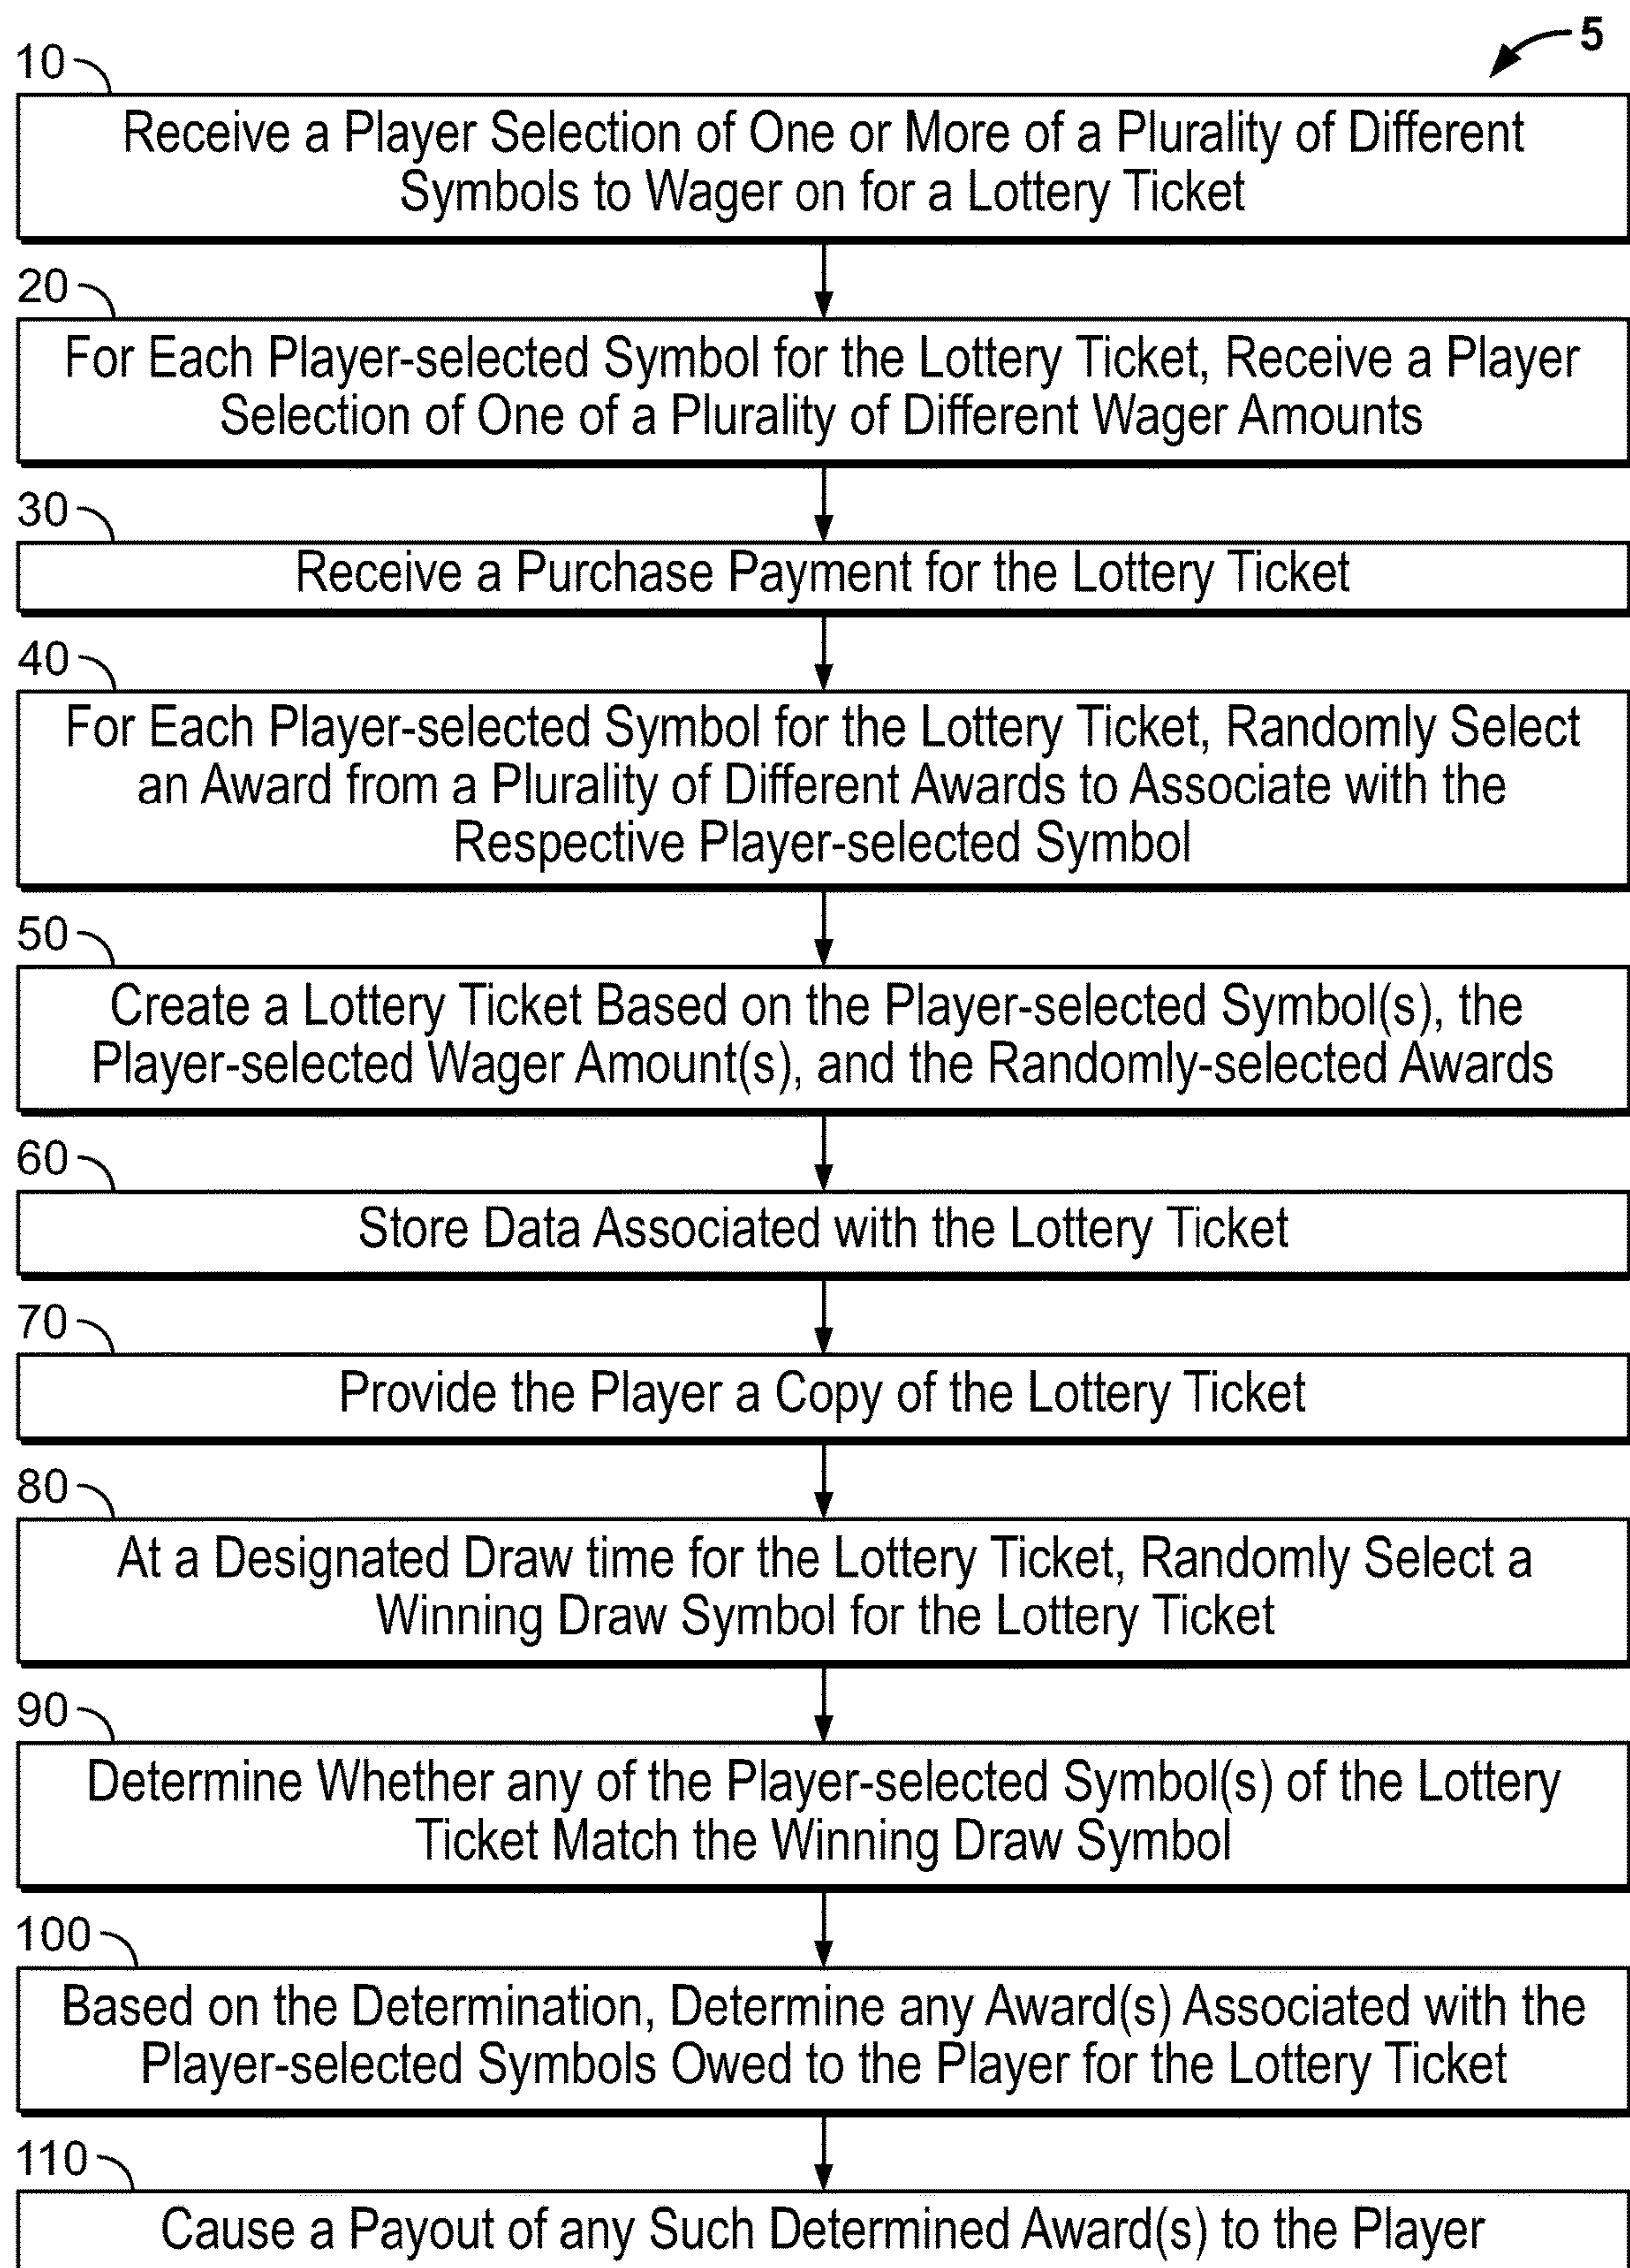 5
10
Receive a Player Selection of One or More of a Plurality of Different
Symbols to Wager on for a Lottery Ticket
20
For Each Player-selected Symbol for the Lottery Ticket, Receive a Player
Selection of One of a Plurality of Different Wager Amounts
30
Receive a Purchase Payment for the Lottery Ticket
40
For Each Player-selected Symbol for the Lottery Ticket, Randomly Select
an Award from a Plurality of Different Awards to Associate with the
Respective Player-selected Symbol
50
Create a Lottery Ticket Based on the Player-selected Symbol(s), the
Player-selected Wager Amount(s), and the Randomly-selected Awards
60
Store Data Associated with the Lottery Ticket
70
Provide the Player a Copy of the Lottery Ticket
80
At a Designated Draw time for the Lottery Ticket, Randomly Select a
Winning Draw Symbol for the Lottery Ticket
90
Determine Whether any of the Player-selected Symbol(s) of the Lottery
Ticket Match the Winning Draw Symbol
100
Based on the Determination, Determine any Award(s) Associated with the
Player-selected Symbols Owed to the Player for the Lottery Ticket
110
Cause a Payout of any Such Determined Award(s) to the Player